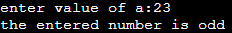 enter value of a:23
the entered number is odd